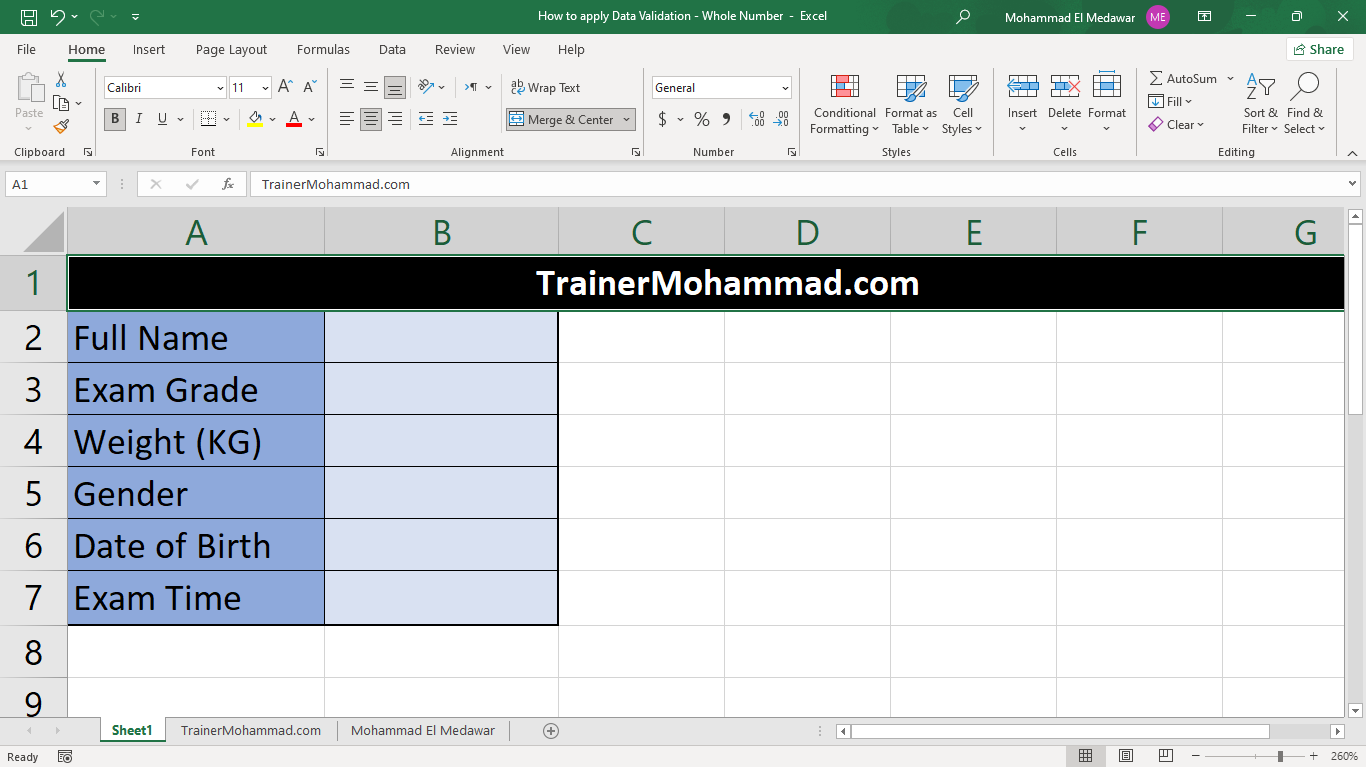 How to apply Data Validation - Whole Number - Excel
Mohammad El Medawar ME
File Home Insert Page Layout Formulas Data Review View Help Share
Paste
Clipboard
Calibri 11
B I U A
Font
ab Wrap Text
Merge & Center
Alignment
General
$ % 9
Number
Conditional Formatting
Format as Table
Cell Styles
Styles
Insert Delete Format
Cells
AutoSum
Fill
Clear
Sort & Filter
Find & Select
Editing
A1 fx TrainerMohammad.com
A B C D E F G
1 TrainerMohammad.com
2 Full Name
3 Exam Grade
4 Weight (KG)
5 Gender
6 Date of Birth
7 Exam Time
8
9
Sheet1 TrainerMohammad.com Mohammad El Medawar
Ready 260%